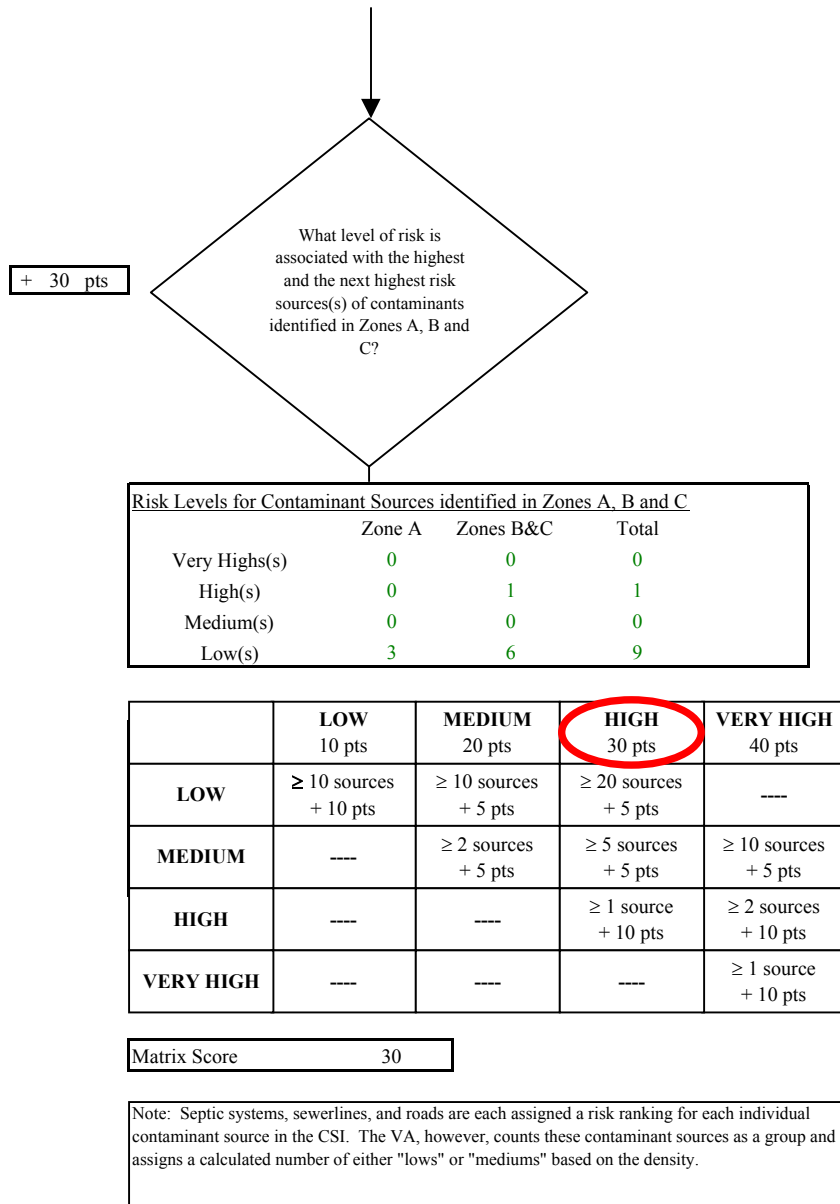 What level of risk is
associated with the highest
and the next highest risk
sources(s) of contaminants
identified in Zones A, B and
C?
+ 30 pts
Risk Levels for Contaminant Sources identified in Zones A, B and C
Zone A Zones B&C Total
Very Highs(s) 0 0 0
High(s) 0 1 1
Medium(s) 0 0 0
Low(s) 3 6 9
LOW MEDIUM HIGH VERY HIGH
10 pts 20 pts 30 pts 40 pts
LOW ≥ 10 sources ≥ 10 sources ≥ 20 sources ----
+ 10 pts + 5 pts + 5 pts
MEDIUM ---- ≥ 2 sources ≥ 5 sources ≥ 10 sources
+ 5 pts + 5 pts + 5 pts
HIGH ---- ---- ≥ 1 source ≥ 2 sources
+ 10 pts + 10 pts
VERY HIGH ---- ---- ---- ≥ 1 source
+ 10 pts
Matrix Score 30
Note: Septic systems, sewerlines, and roads are each assigned a risk ranking for each individual
contaminant source in the CSI. The VA, however, counts these contaminant sources as a group and
assigns a calculated number of either "lows" or "mediums" based on the density.